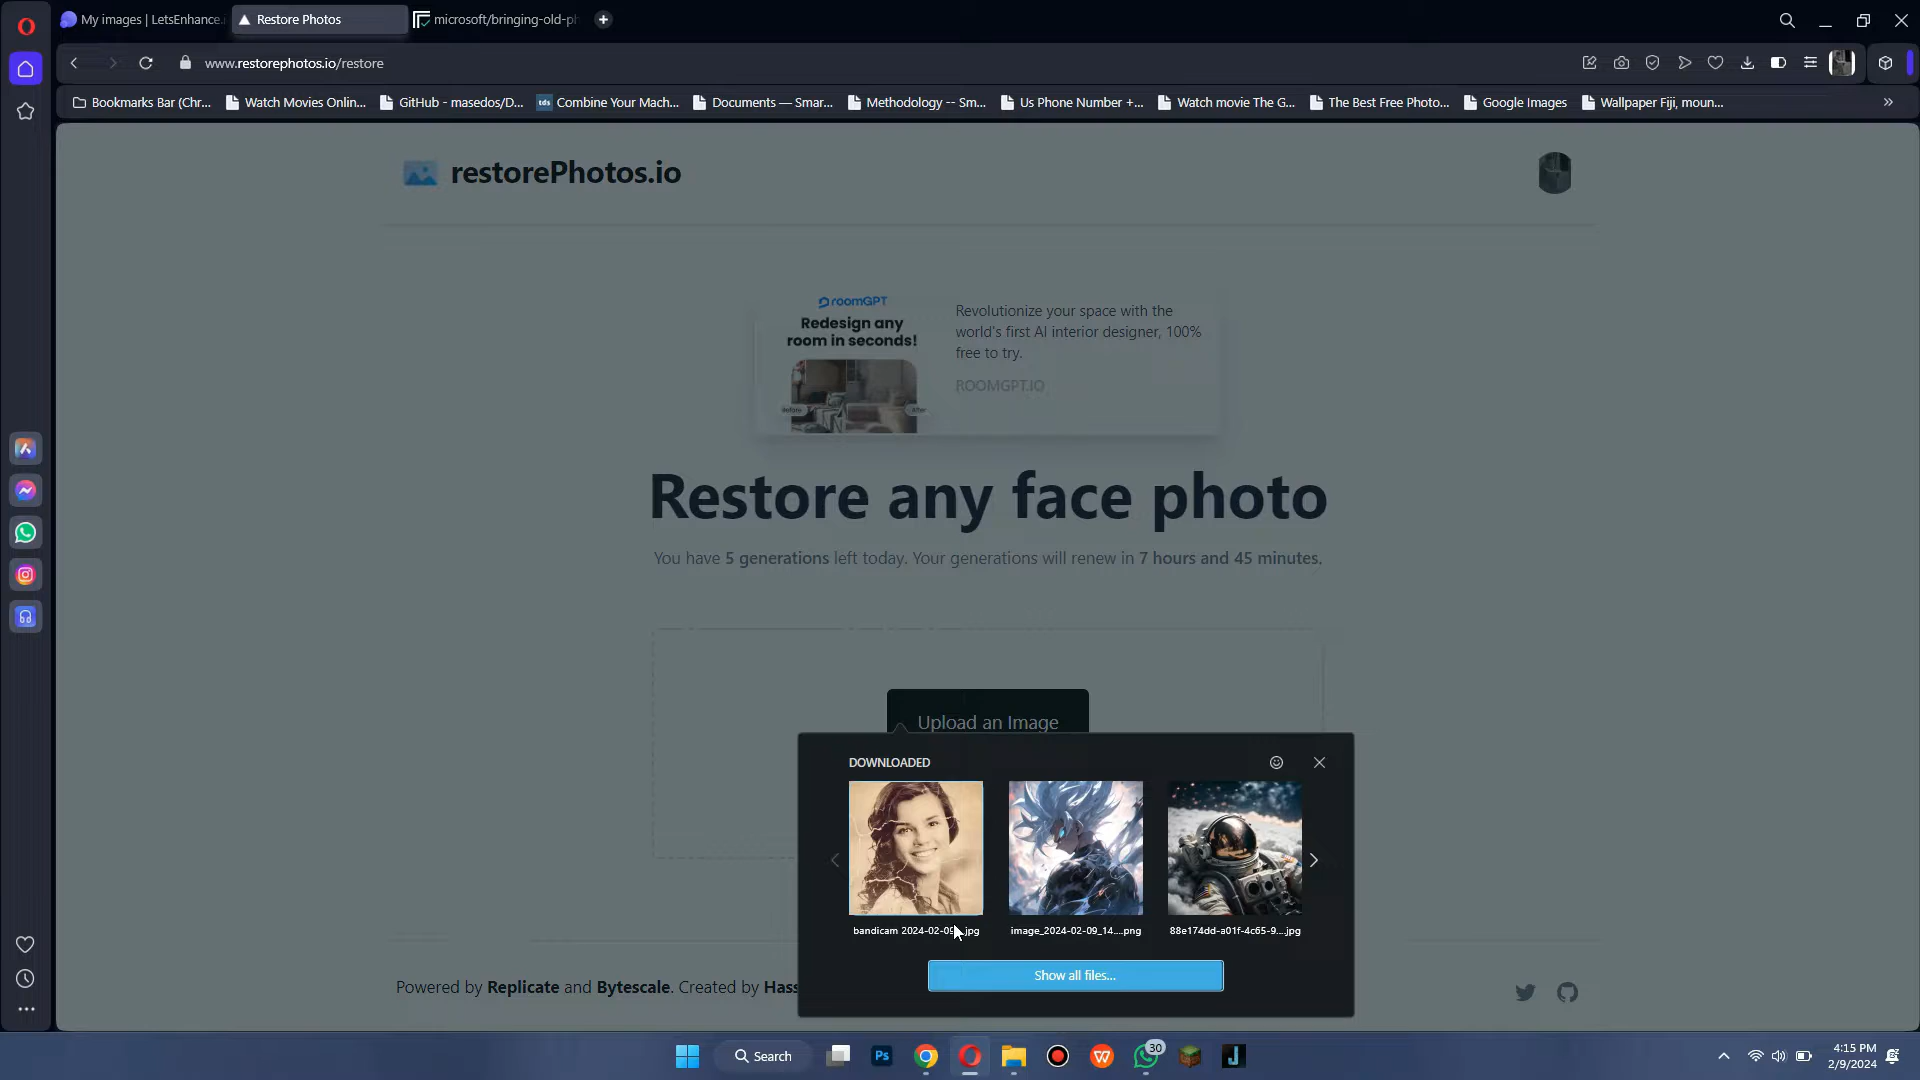 My images | LetsEnhance.
Restore Photos
microsoft/bringing-old-ph
www.restorephotos.io/restore
Bookmarks Bar (Chr...
Watch Movies Onlin...
GitHub - masedos/D...
tds
Combine Your Mach...
Documents — Smar...
Methodology -- Sm...
Us Phone Number +...
Watch movie The G...
The Best Free Photo...
Google Images
Wallpaper Fiji, moun...
restorePhotos.io
roomGPT
Redesign any
room in seconds!
Before
After
Revolutionize your space with the
world's first AI interior designer, 100%
free to try.
ROOMGPT.IO
Restore any face photo
You have 5 generations left today. Your generations will renew in 7 hours and 45 minutes.
Upload an Image
DOWNLOADED
bandicam 2024-02-09...jpg
image_2024-02-09_14....png
88e174dd-a01f-4c65-9....jpg
Show all files...
Powered by Replicate and Bytescale. Created by Hass
Search
Ps
30
4:15 PM
2/9/2024